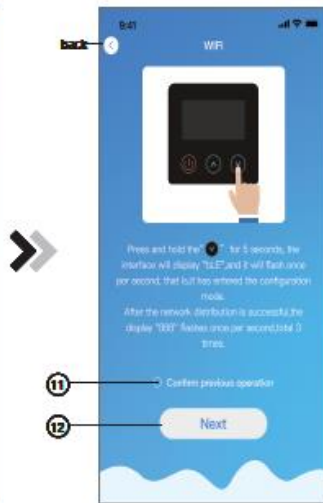 9:41
back
WIFI
Press and hold the" " for 5 seconds, the
interface will display "bLE",and it will flash once
per second, that is,it has entered the configuration
mode.
After the network distribution is successful,the
display "000" flashes once per second,total 3
times.
11
Confirm previous operation
12
Next